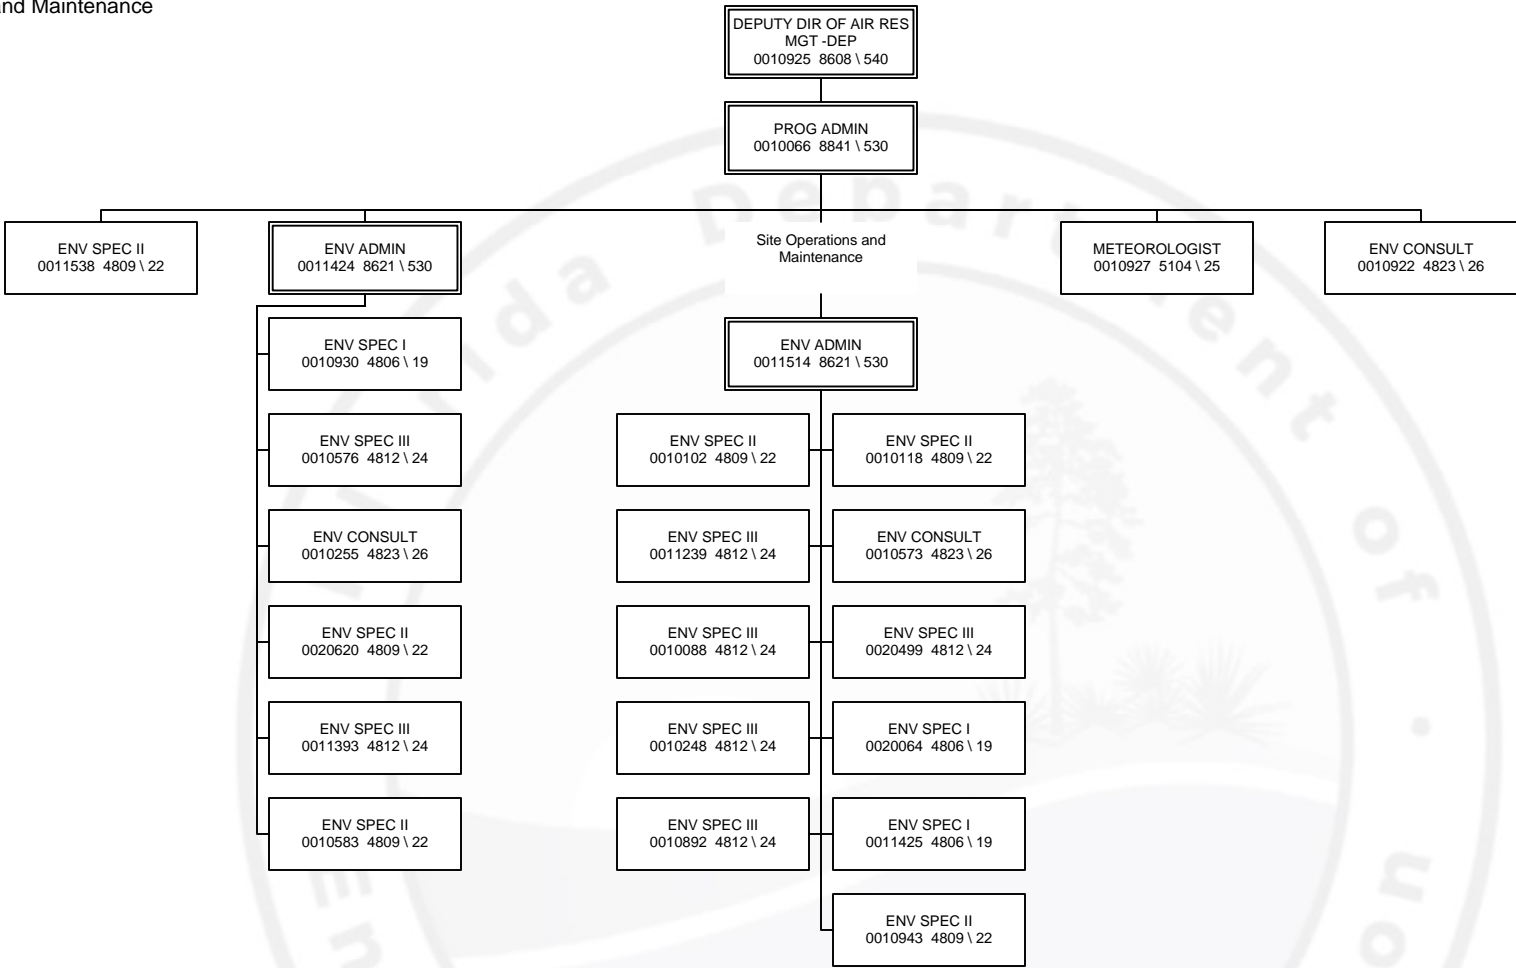 and Maintenance
DEPUTY DIR OF AIR RES
MGT -DEP
0010925 8608 \ 540
PROG ADMIN
0010066 8841 \ 530
ENV SPEC II
0011538 4809 \ 22
ENV ADMIN
0011424 8621 \ 530
Site Operations and
Maintenance
METEOROLOGIST
0010927 5104 \ 25
ENV CONSULT
0010922 4823 \ 26
ENV SPEC I
0010930 4806 \ 19
ENV SPEC III
0010576 4812 \ 24
ENV CONSULT
0010255 4823 \ 26
ENV SPEC II
0020620 4809 \ 22
ENV SPEC III
0011393 4812 \ 24
ENV SPEC II
0010583 4809 \ 22
ENV ADMIN
0011514 8621 \ 530
ENV SPEC II
0010102 4809 \ 22
ENV SPEC II
0010118 4809 \ 22
ENV SPEC III
0011239 4812 \ 24
ENV CONSULT
0010573 4823 \ 26
ENV SPEC III
0010088 4812 \ 24
ENV SPEC III
0020499 4812 \ 24
ENV SPEC III
0010248 4812 \ 24
ENV SPEC I
0020064 4806 \ 19
ENV SPEC III
0010892 4812 \ 24
ENV SPEC I
0011425 4806 \ 19
ENV SPEC II
0010943 4809 \ 22